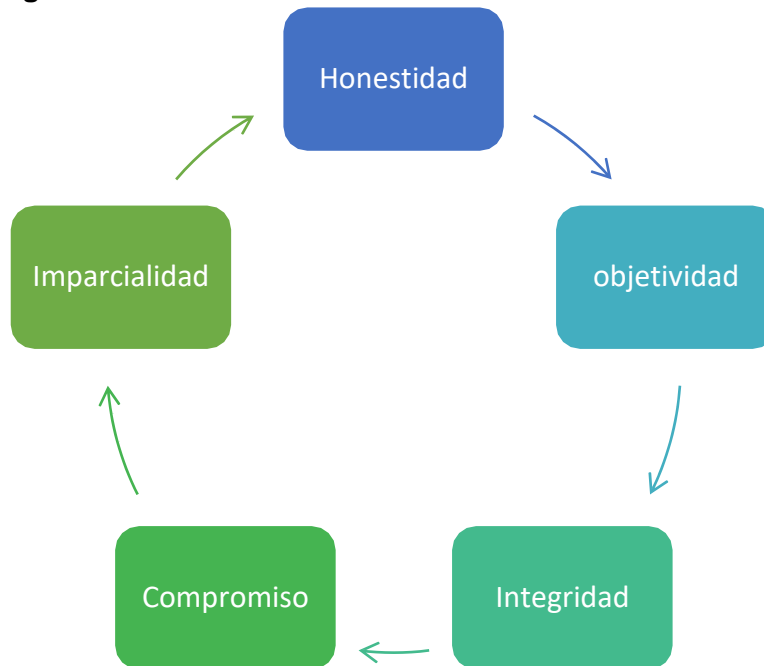 Honestidad
objetividad
Integridad
Compromiso
Imparcialidad